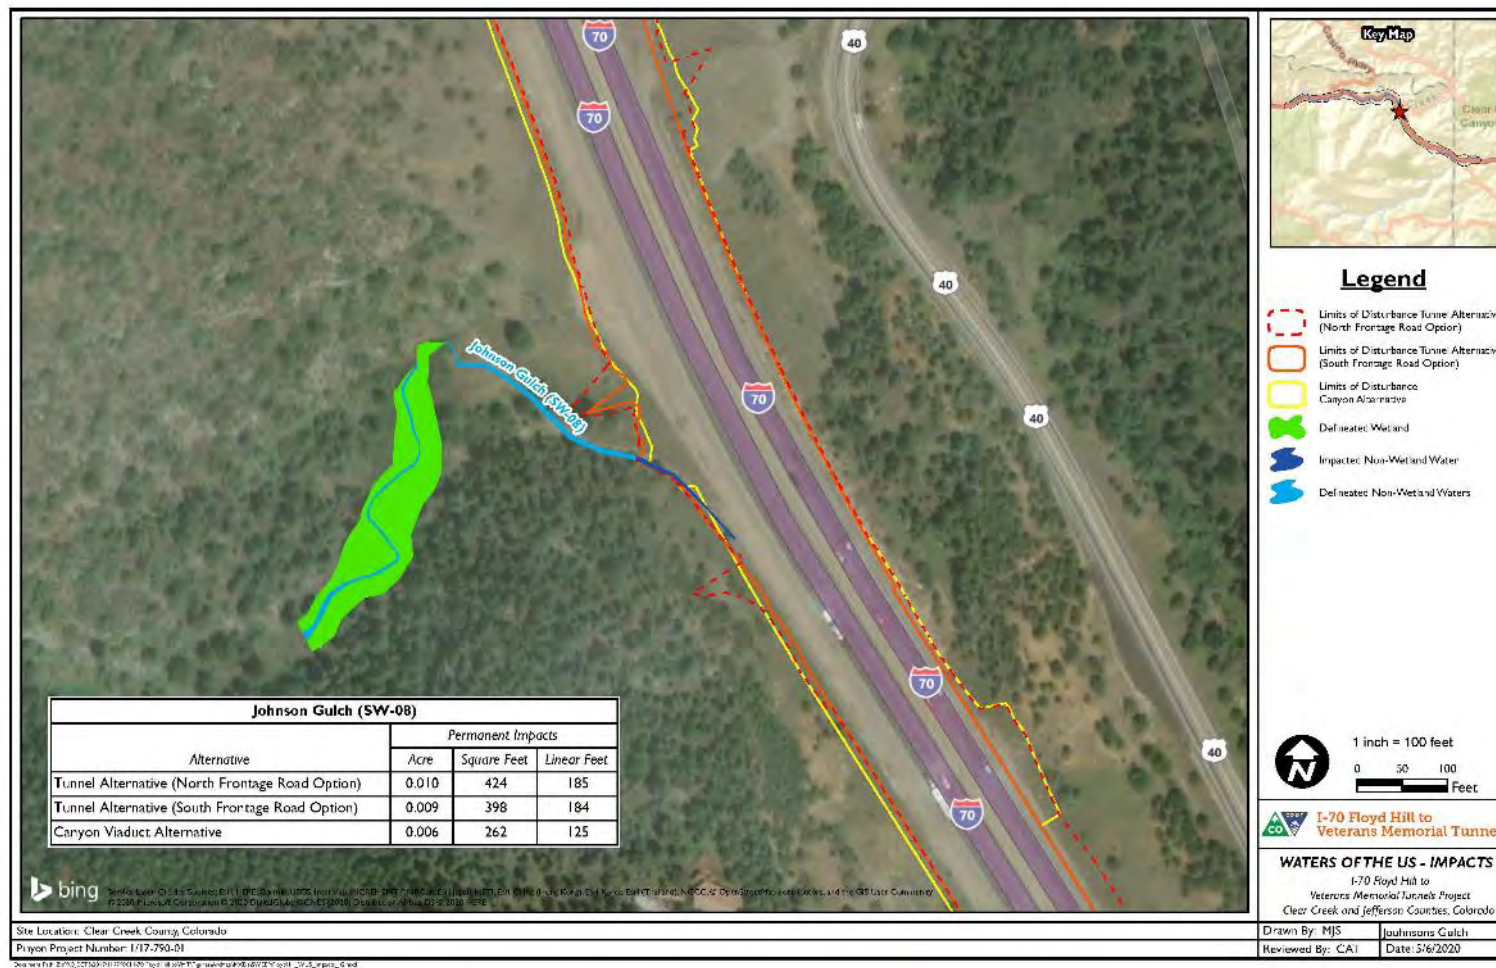 70
40
70
Key Map
Legend
Limits of Disturbance Tunnel Alternativ
(North Frontage Road Option)
Limits of Disturbance Tunnel Alternativ
(South Frontage Road Option)
Limits of Disturbance
Canyon Alternative
Delineated Wetland
Impacted Non-Wetland Water
Delineated Non-Wetland Waters
40
Johnson Gulch (SW-08)
70
40
70
40
70
Johnson Gulch (SW-08)
Permanent Impacts
Alternative Acre Square Feet Linear Feet
Tunnel Alternative (North Frontage Road Option) 0.010 424 185
Tunnel Alternative (South Frontage Road Option) 0.009 398 184
Canyon Viaduct Alternative 0.006 262 125
bing
N
1 inch = 100 feet
0 50 100
Feet
CO
I-70 Floyd Hill to
Veterans Memorial Tunne
WATERS OF THE US - IMPACTS
I-70 Floyd Hill to
Veterans Memorial Tunnels Project
Clear Creek and Jefferson Counties, Colorado
Site Location: Clear Creek County, Colorado
Pinyon Project Number: 1/17-790-01
Drawn By: MJS
Jouhnsons Gulch
Reviewed By: CAT
Date: 5/6/2020